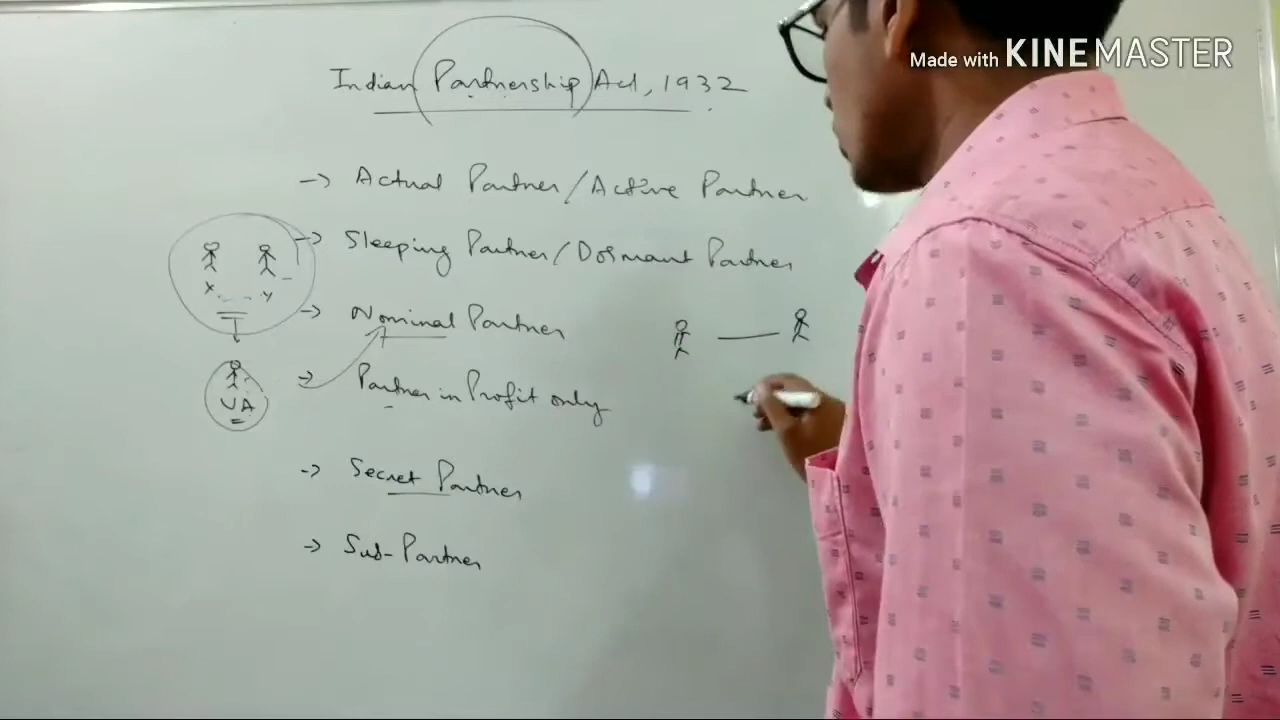 Made with KINEMASTER
Indian Partnership Act, 1932
-> Actual Partner/Active Partner
-> Sleeping Partner/Dormant Partner
x y
-> Nominal Partner
-> Partner in Profit only
-> Secret Partner
-> Sub-Partner